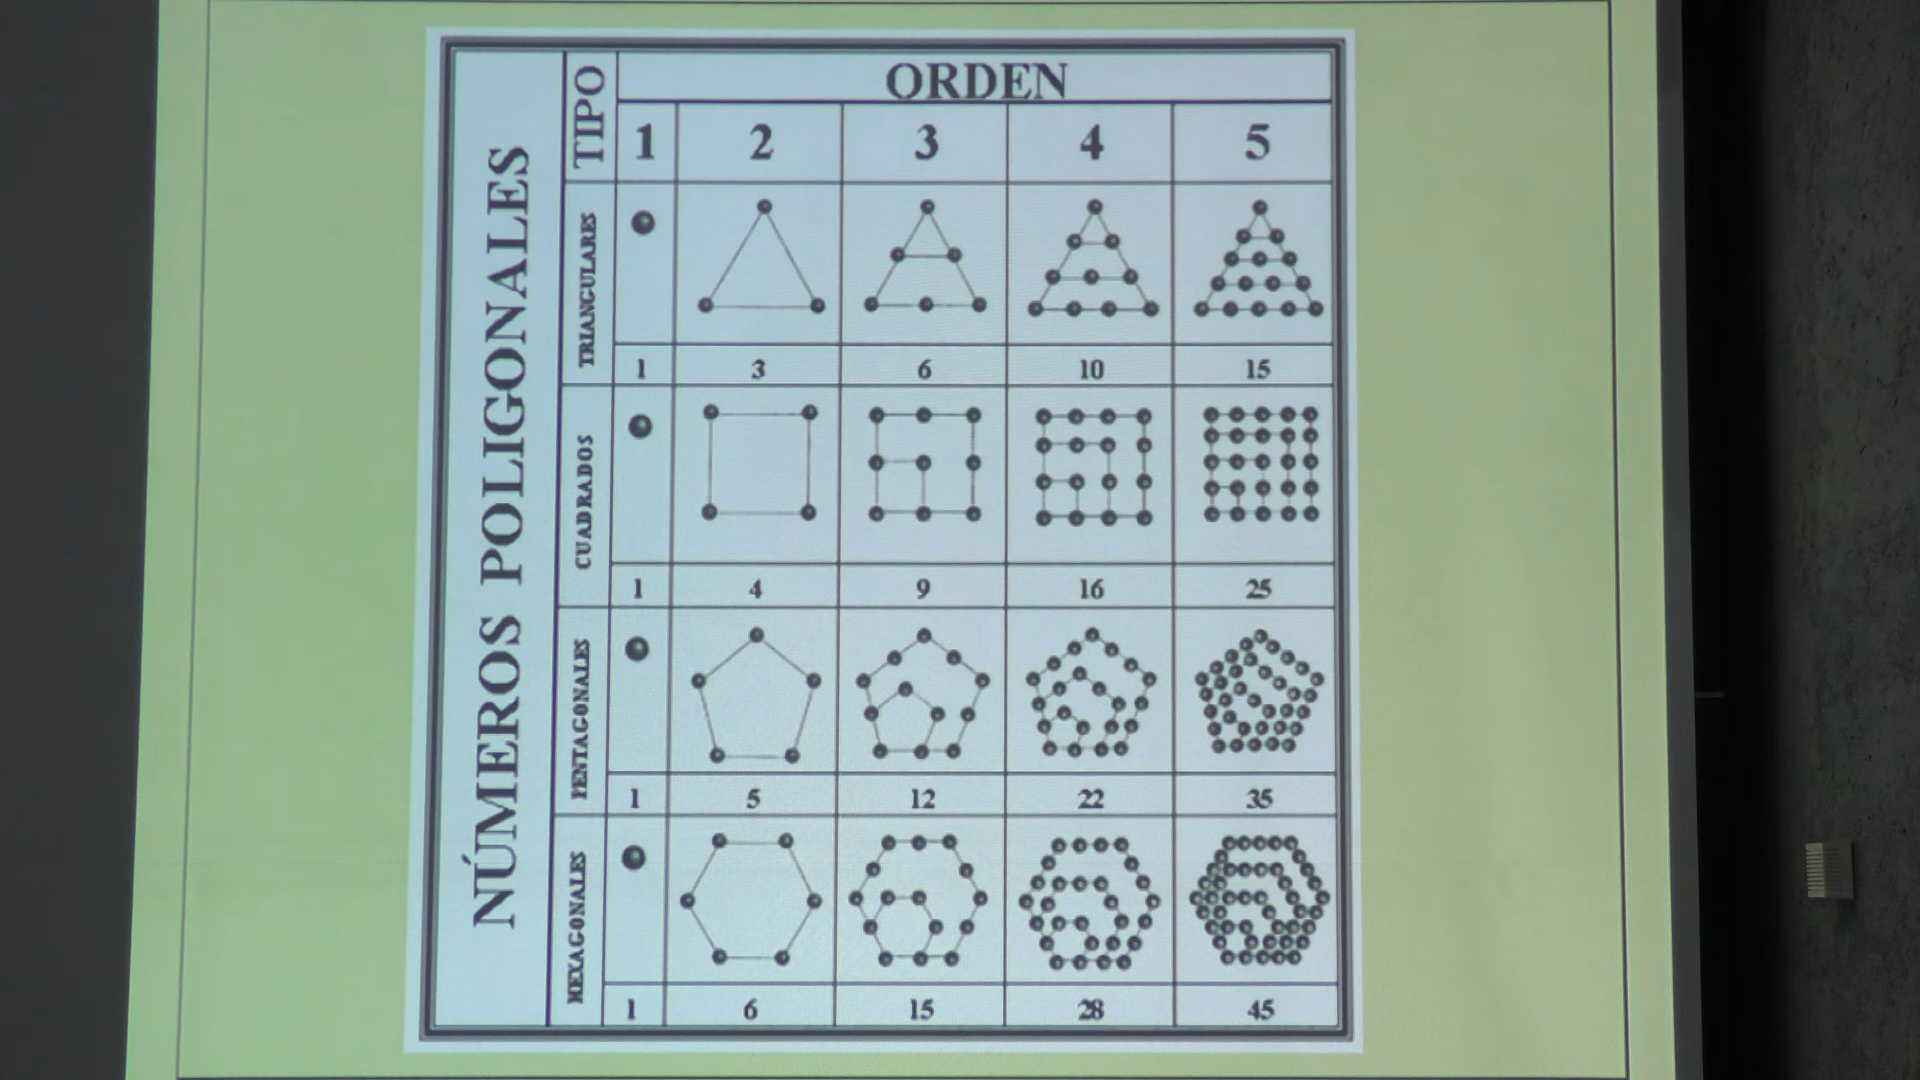 NÚMEROS POLIGONALES
TIPO
ORDEN
1 2 3 4 5
TRIANGULARES
1 3 6 10 15
CUADRADOS
1 4 9 16 25
PENTAGONALES
1 5 12 22 35
HEXAGONALES
1 6 15 28 45